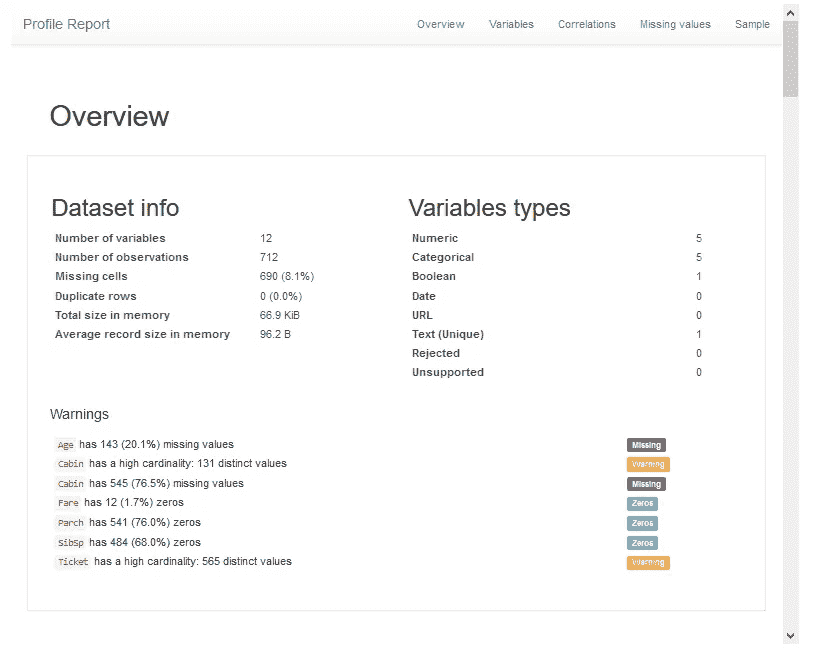 Profile Report Overview Variables Correlations Missing values Sample
Overview
Dataset info
Number of variables 12
Number of observations 712
Missing cells 690 (8.1%)
Duplicate rows 0 (0.0%)
Total size in memory 66.9 KiB
Average record size in memory 96.2 B
Variables types
Numeric 5
Categorical 5
Boolean 1
Date 0
URL 0
Text (Unique) 1
Rejected 0
Unsupported 0
Warnings
Age has 143 (20.1%) missing values Missing
Cabin has a high cardinality: 131 distinct values Warning
Cabin has 545 (76.5%) missing values Missing
Fare has 12 (1.7%) zeros Zeros
Parch has 541 (76.0%) zeros Zeros
SibSp has 484 (68.0%) zeros Zeros
Ticket has a high cardinality: 565 distinct values Warning